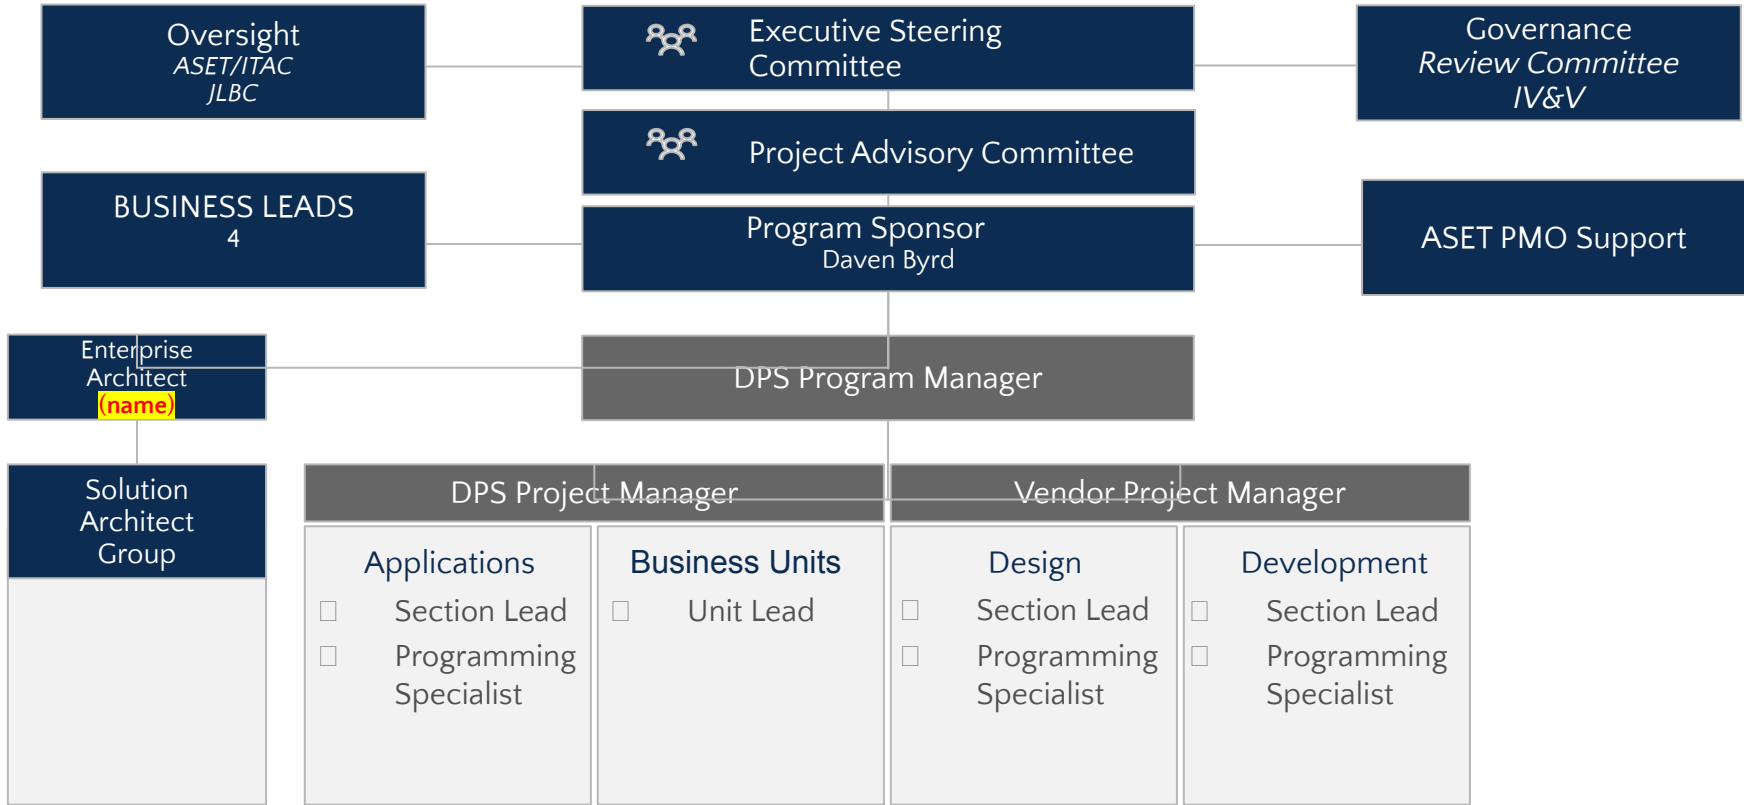 Oversight
ASET/ITAC
JLBC
Executive Steering
Committee
Governance
Review Committee
IV&V
Project Advisory Committee
BUSINESS LEADS
4
Program Sponsor
Daven Byrd
ASET PMO Support
Enterprise
Architect
(name)
DPS Program Manager
Solution
Architect
Group
DPS Project Manager
Vendor Project Manager
Applications
Section Lead
Programming
Specialist
Business Units
Unit Lead
Design
Section Lead
Programming
Specialist
Development
Section Lead
Programming
Specialist